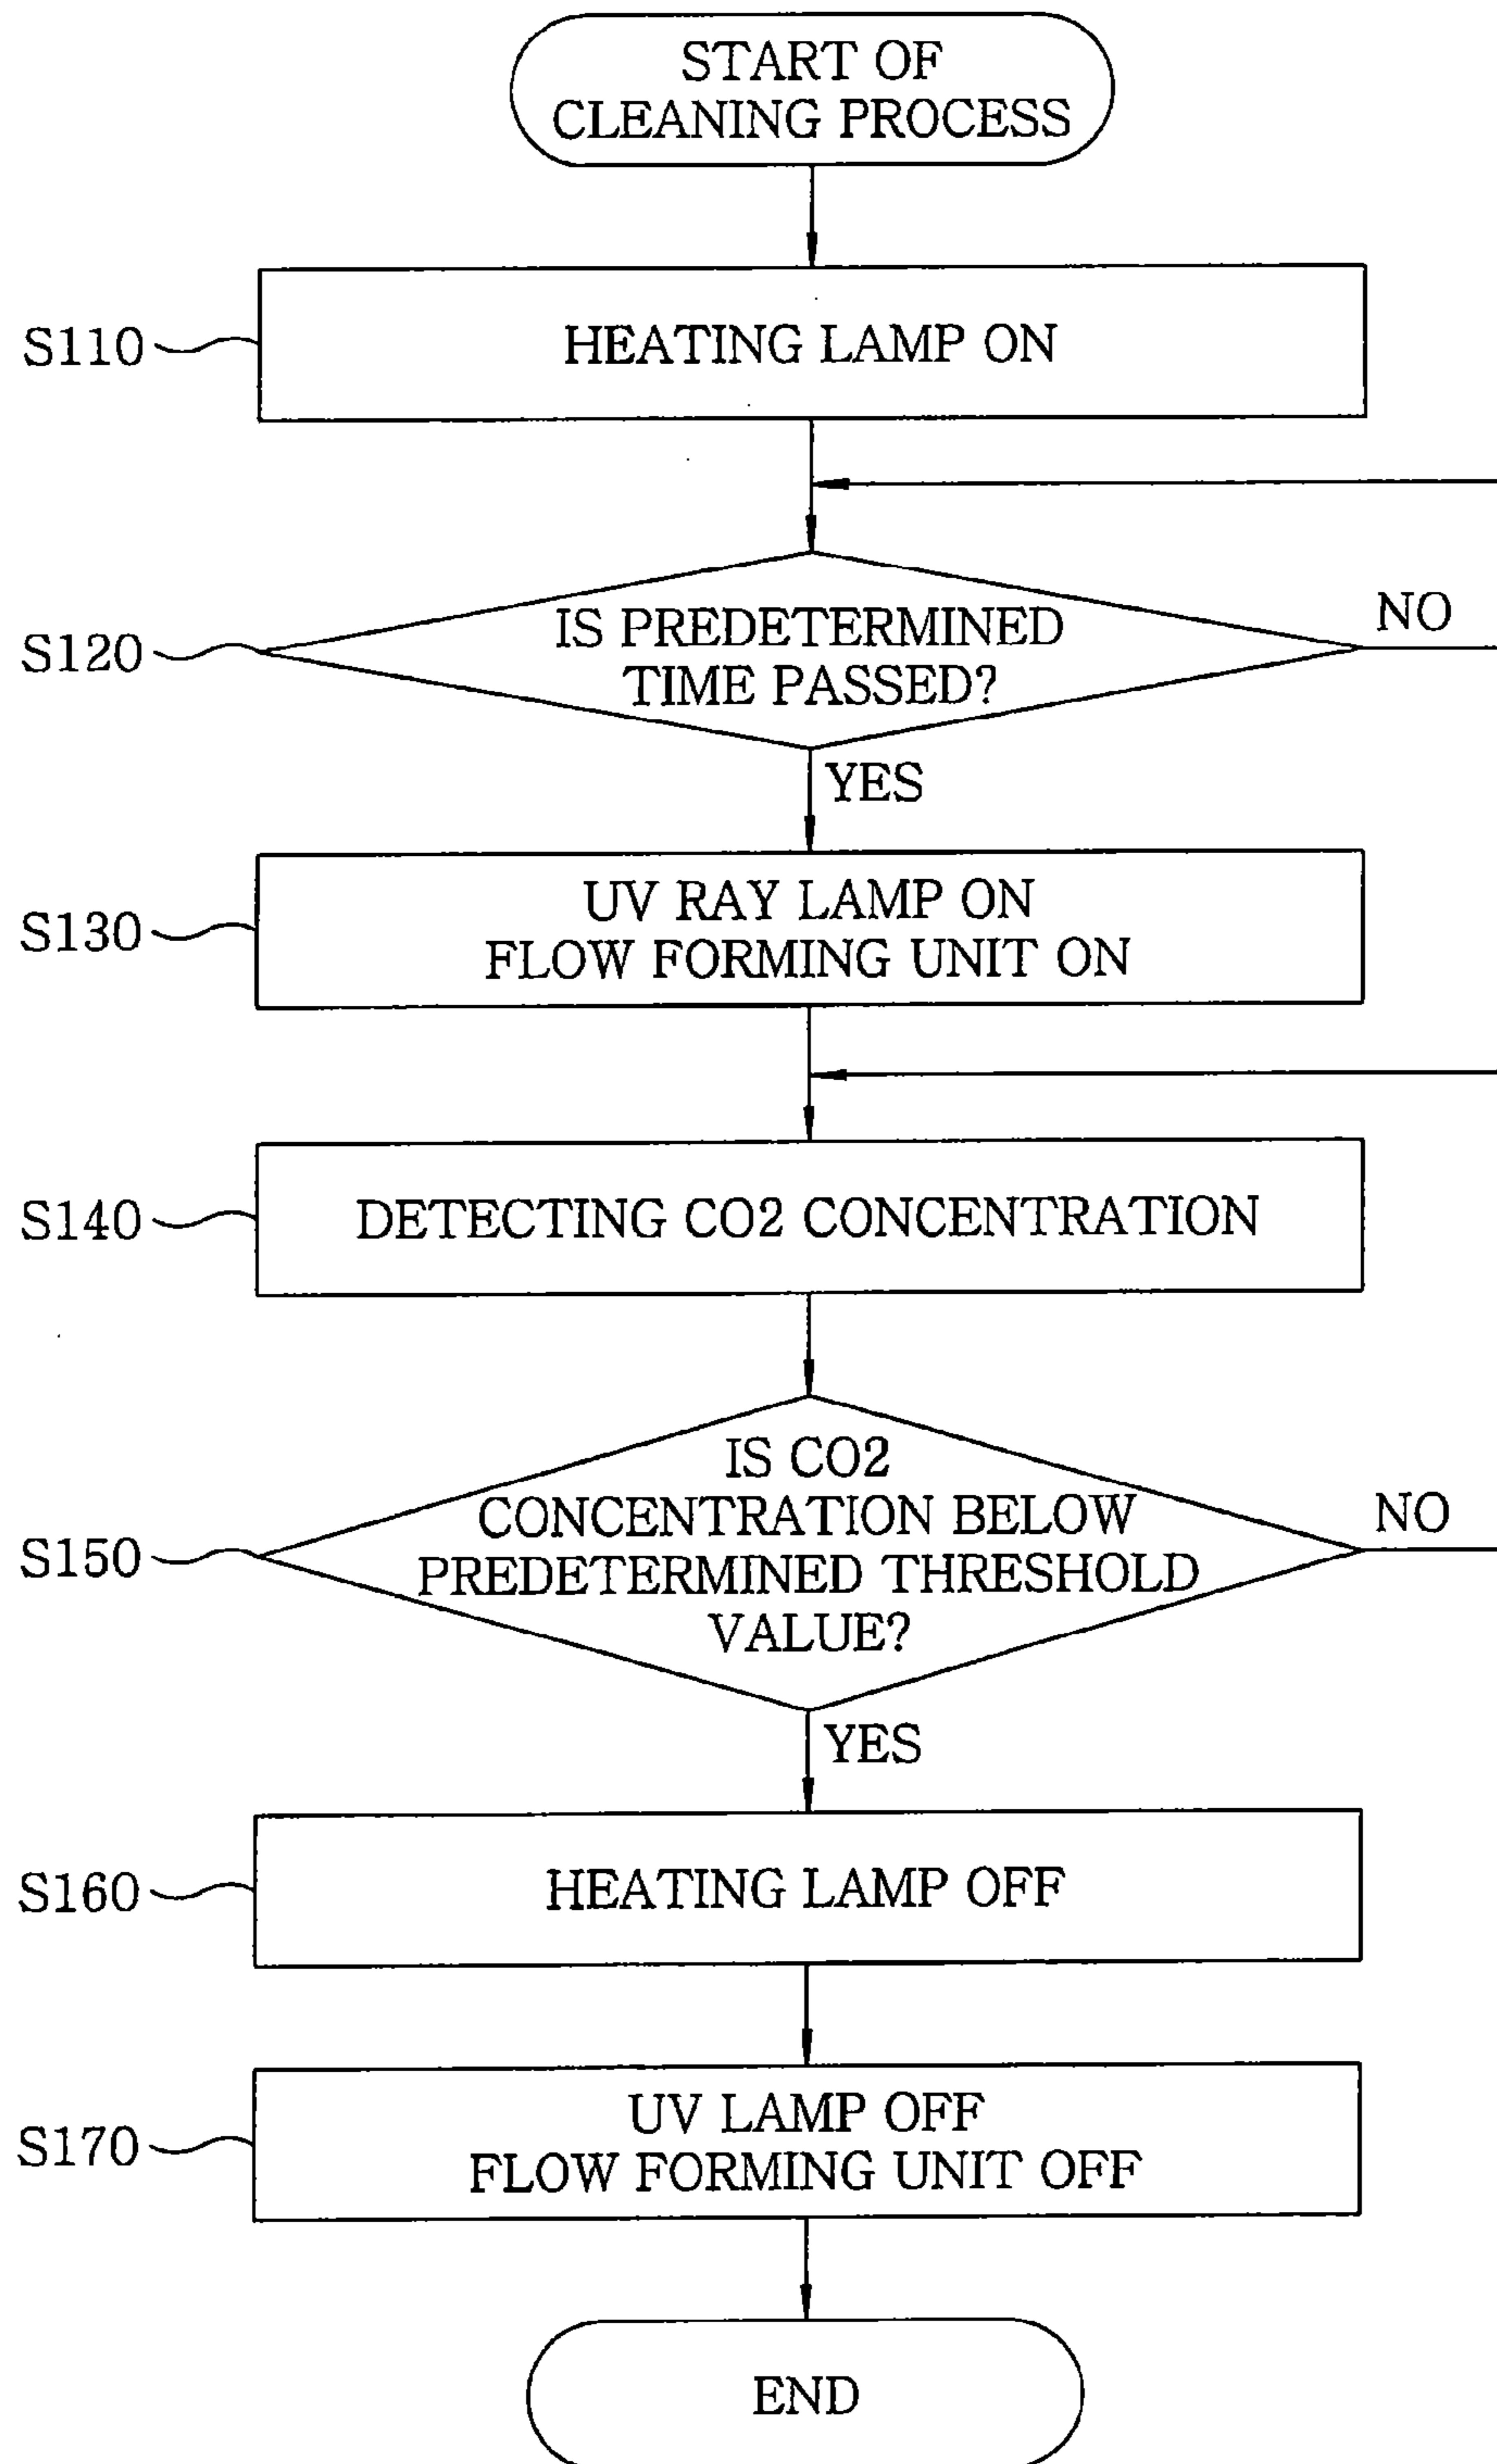 START OF
CLEANING PROCESS
S110
HEATING LAMP ON
S120
IS PREDETERMINED
TIME PASSED?
NO
YES
S130
UV RAY LAMP ON
FLOW FORMING UNIT ON
S140
DETECTING CO2 CONCENTRATION
S150
IS CO2
CONCENTRATION BELOW
PREDETERMINED THRESHOLD
VALUE?
NO
YES
S160
HEATING LAMP OFF
S170
UV LAMP OFF
FLOW FORMING UNIT OFF
END